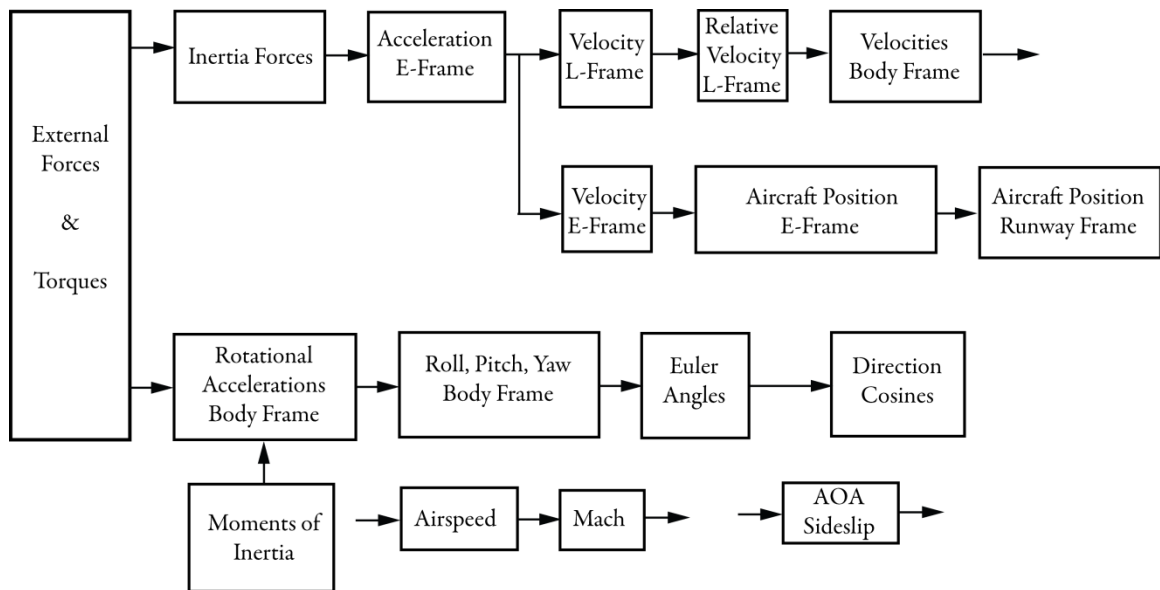 External
Forces
&
Torques
Inertia Forces
Acceleration
E-Frame
Velocity
L-Frame
Relative
Velocity
L-Frame
Velocities
Body Frame
Velocity
E-Frame
Aircraft Position
E-Frame
Aircraft Position
Runway Frame
Rotational
Accelerations
Body Frame
Roll, Pitch, Yaw
Body Frame
Euler
Angles
Direction
Cosines
Moments of
Inertia
Airspeed
Mach
AOA
Sideslip